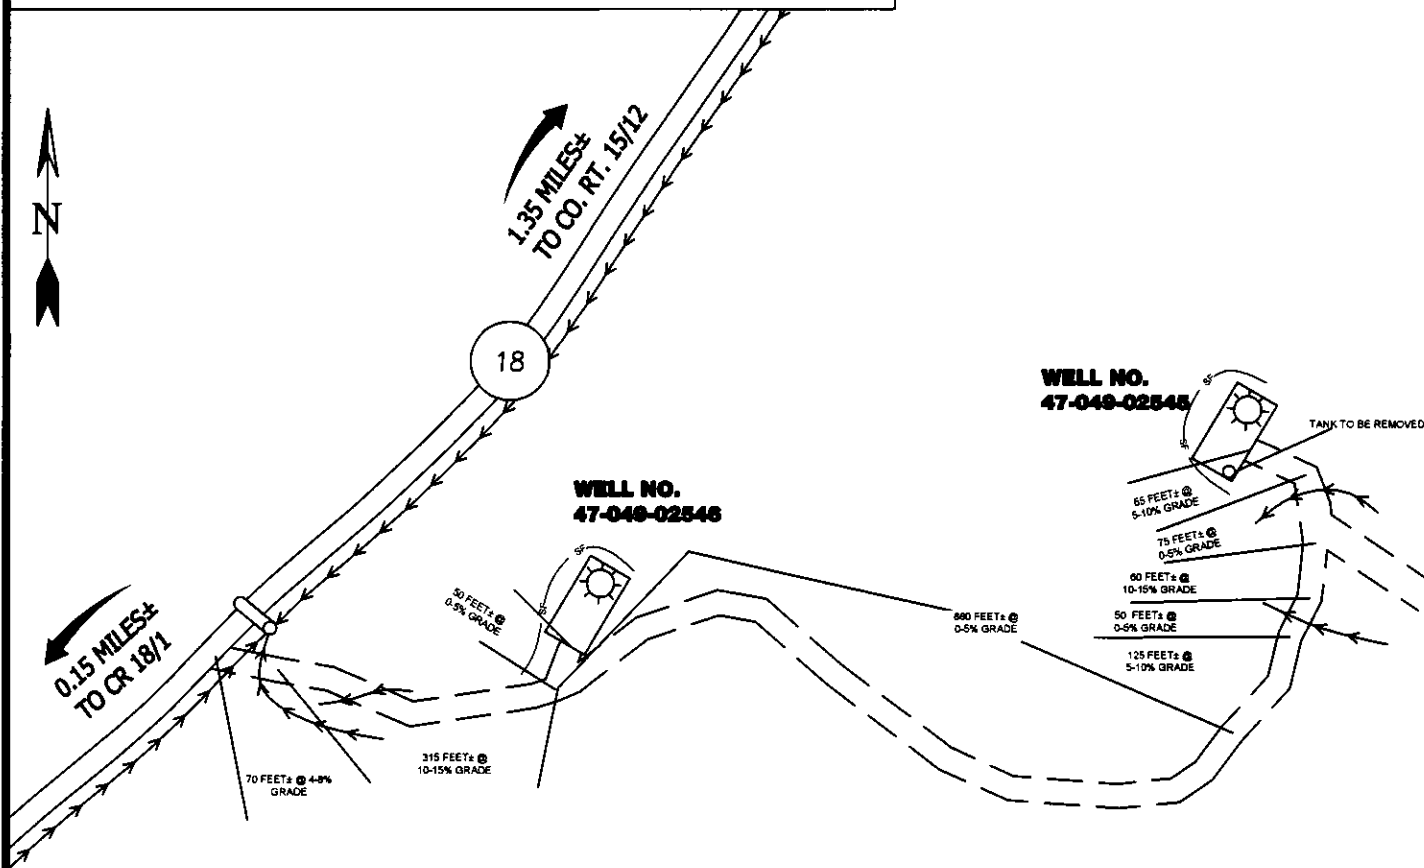 1.35 MILES±
TO CO. RT. 15/12
N
18
WELL NO.
47-049-02545
SF
SF
TANK TO BE REMOVED
65 FEET± @
5-10% GRADE
75 FEET± @
0-5% GRADE
60 FEET± @
10-15% GRADE
50 FEET± @
0-5% GRADE
125 FEET± @
5-10% GRADE
WELL NO.
47-049-02546
SF
SF
50 FEET± @
0-5% GRADE
660 FEET± @
0-5% GRADE
0.15 MILES±
TO CR 18/1
315 FEET± @
10-15% GRADE
70 FEET± @ 4-8%
GRADE